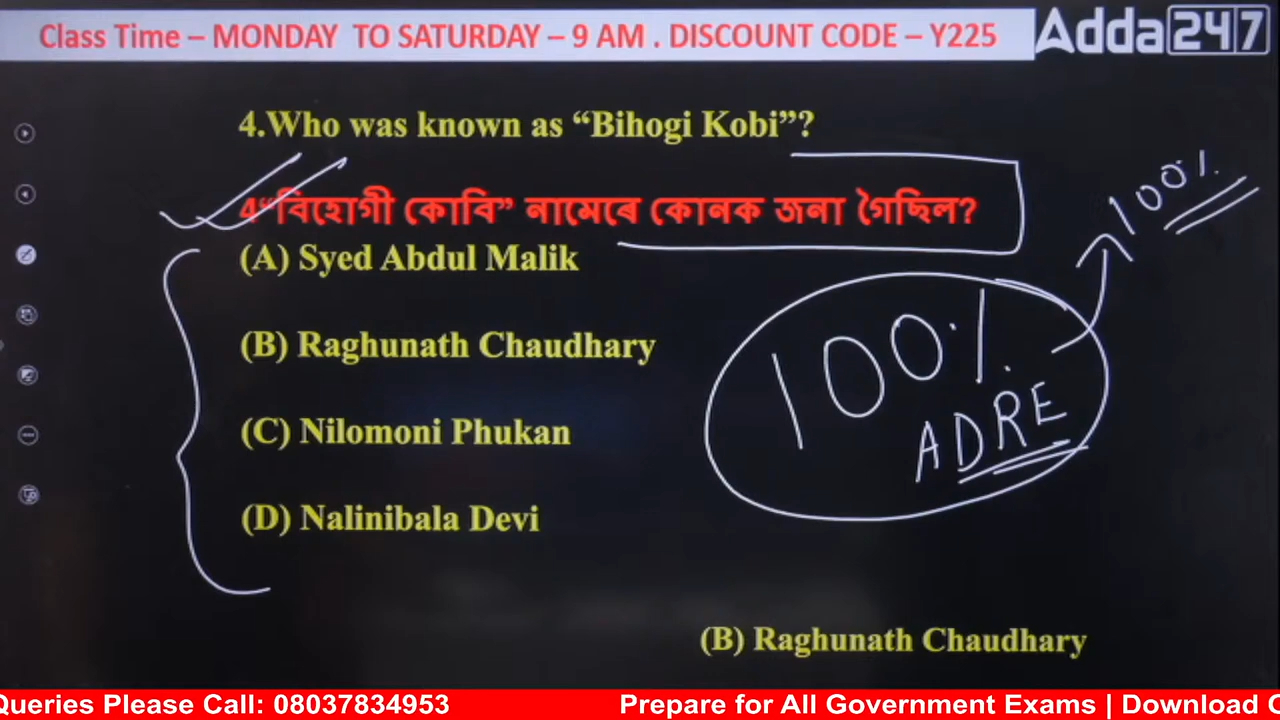 Class Time – MONDAY TO SATURDAY – 9 AM . DISCOUNT CODE – Y225
Adda247
4.Who was known as “Bihogi Kobi”?
4“বিহোগী কোবি” নামেৰে কোনক জনা গৈছিল?
100%
(A) Syed Abdul Malik
(B) Raghunath Chaudhary
100%
(C) Nilomoni Phukan
ADRE
(D) Nalinibala Devi
(B) Raghunath Chaudhary
Queries Please Call: 08037834953 Prepare for All Government Exams | Download